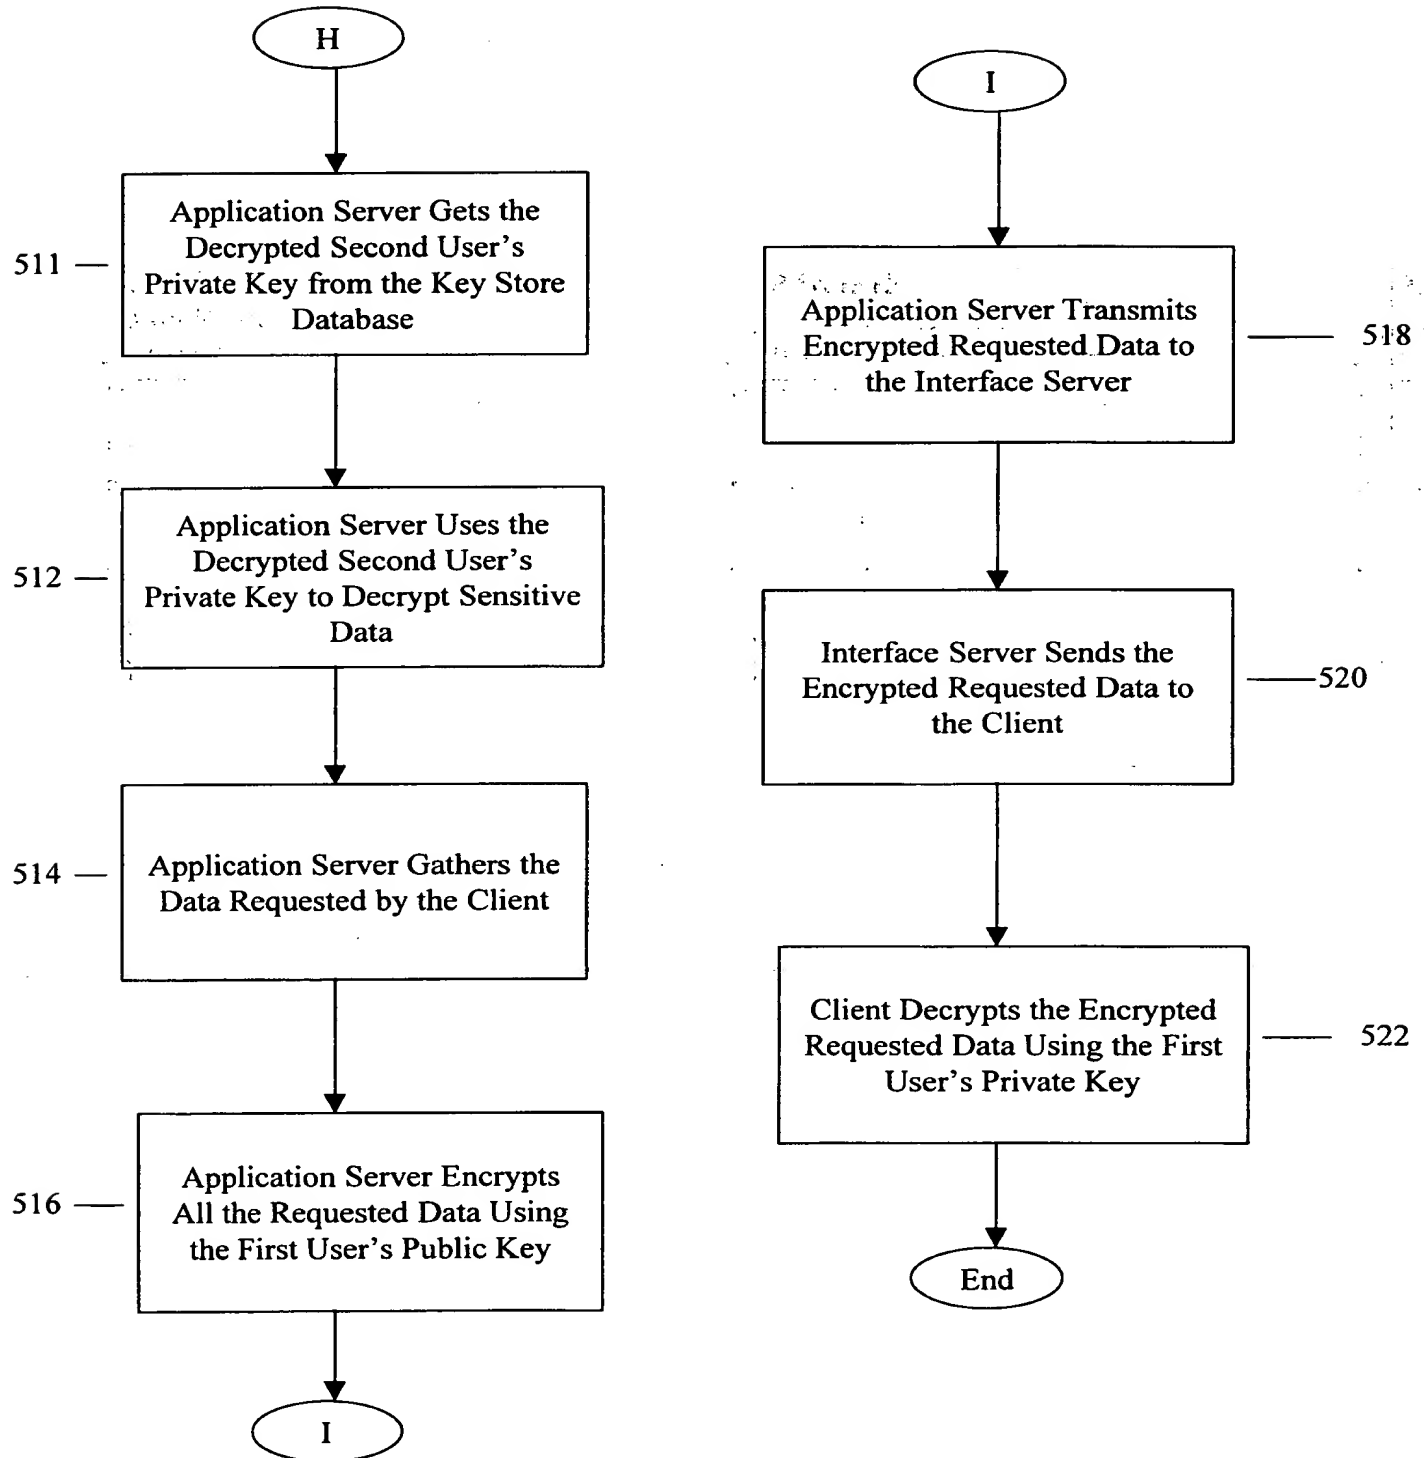 H
511
Application Server Gets the
Decrypted Second User's
Private Key from the Key Store
Database
512
Application Server Uses the
Decrypted Second User's
Private Key to Decrypt Sensitive
Data
514
Application Server Gathers the
Data Requested by the Client
516
Application Server Encrypts
All the Requested Data Using
the First User's Public Key
I
I
Application Server Transmits
Encrypted Requested Data to
the Interface Server
518
Interface Server Sends the
Encrypted Requested Data to
the Client
520
Client Decrypts the Encrypted
Requested Data Using the First
User's Private Key
522
End